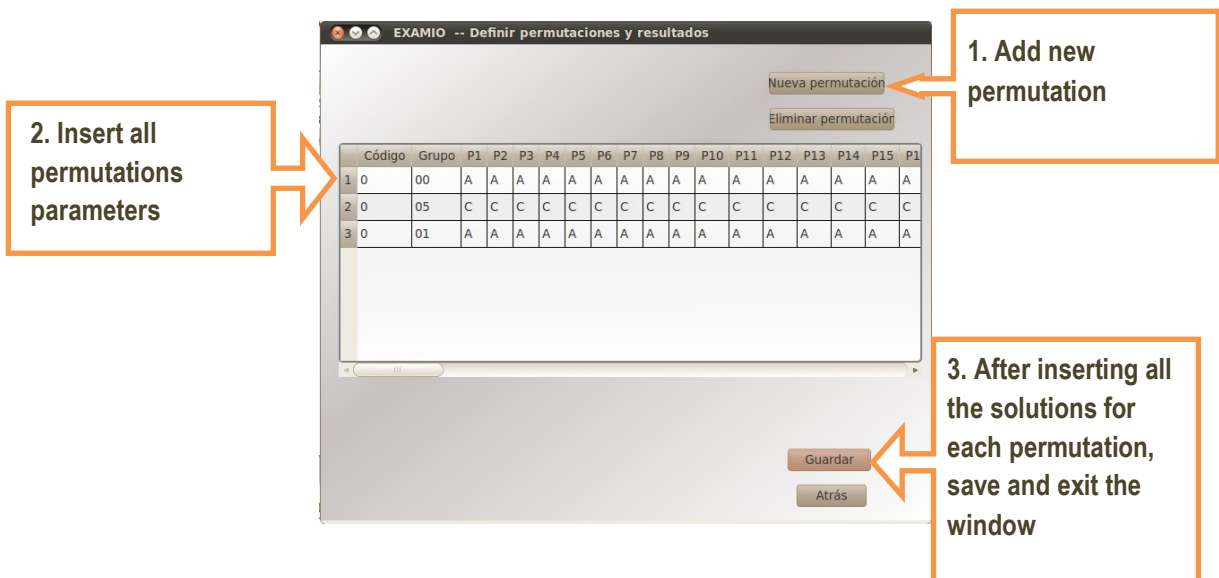 EXAMIO -- Definir permutaciones y resultados
1. Add new
permutation
Nueva permutación
Eliminar permutación
2. Insert all
permutations
parameters
Código Grupo P1 P2 P3 P4 P5 P6 P7 P8 P9 P10 P11 P12 P13 P14 P15 P1
1 0 00 A A A A A A A A A A A A A A A A
2 0 05 C C C C C C C C C C C C C C C C
3 0 01 A A A A A A A A A A A A A A A A
3. After inserting all
the solutions for
each permutation,
save and exit the
window
Guardar
Atrás